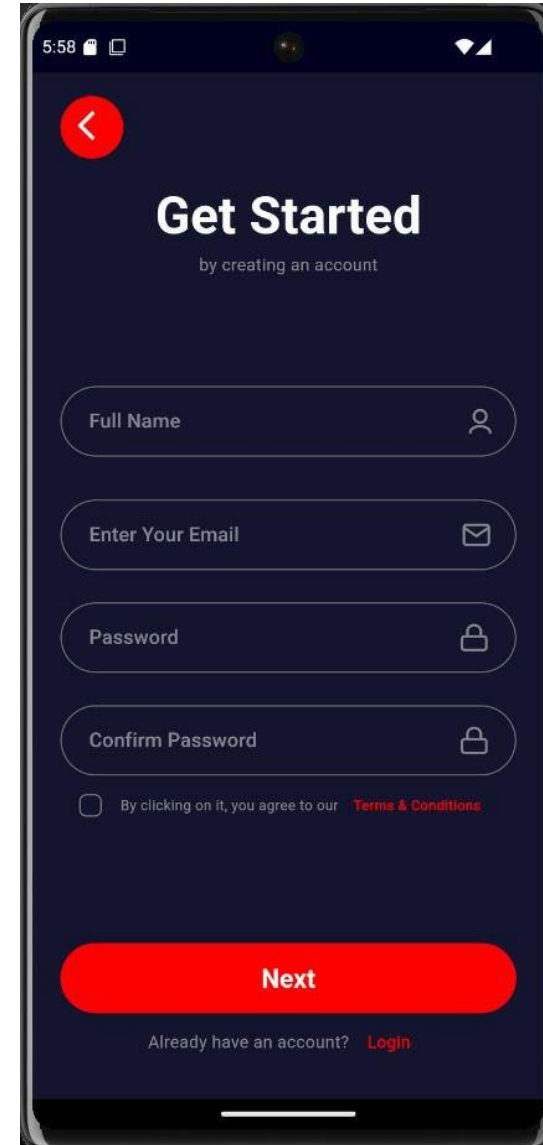 5:58
Get Started
by creating an account
Full Name
Enter Your Email
Password
Confirm Password
By clicking on it, you agree to our Terms & Conditions
Next
Already have an account? Login